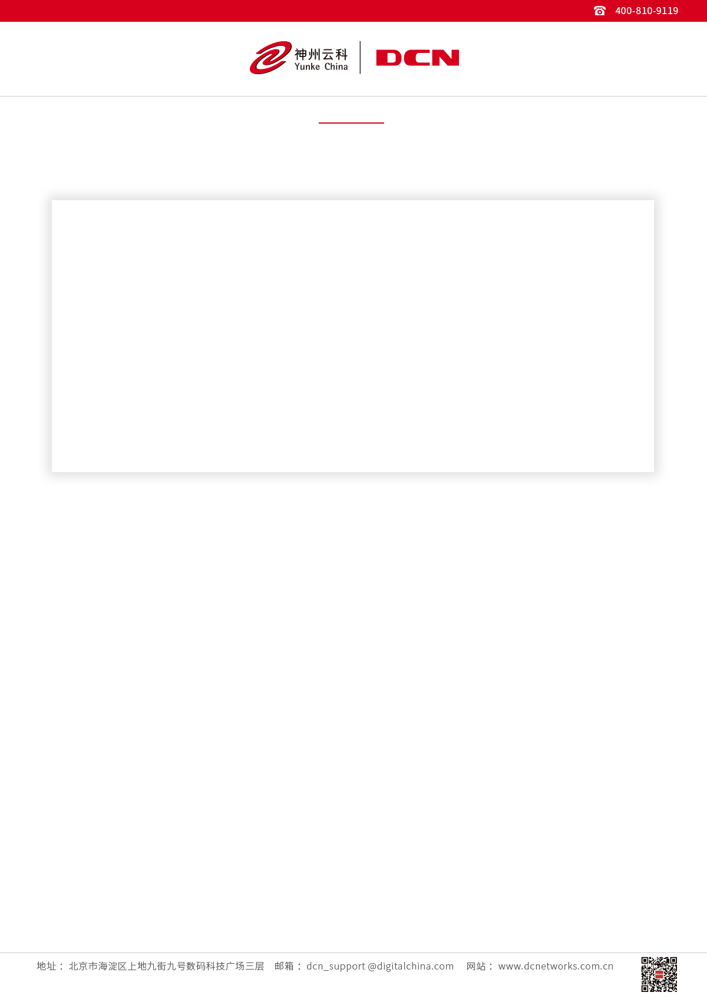 400-810-9119
神州云科
Yunke China
DCN
地址： 北京市海淀区上地九街九号数码科技广场三层 邮箱： dcn_support @digitalchina.com 网站： www.dcnetworks.com.cn